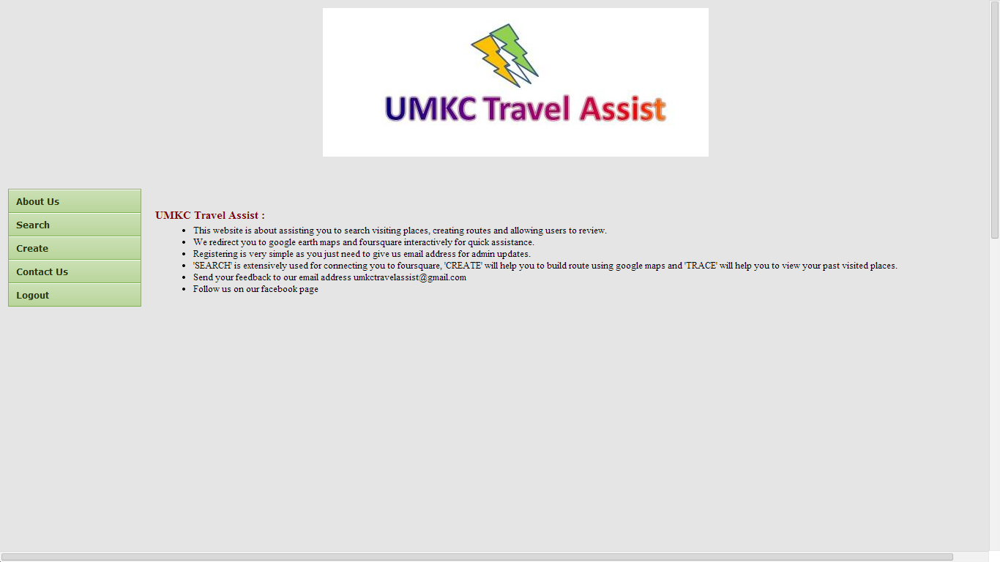 UMKC Travel Assist
About Us
Search
Create
Contact Us
Logout
UMKC Travel Assist :
This website is about assisting you to search visiting places, creating routes and allowing users to review.
We redirect you to google earth maps and foursquare interactively for quick assistance.
Registering is very simple as you just need to give us email address for admin updates.
'SEARCH' is extensively used for connecting you to foursquare, 'CREATE' will help you to build route using google maps and 'TRACE' will help you to view your past visited places.
Send your feedback to our email address umkctravelassist@gmail.com
Follow us on our facebook page